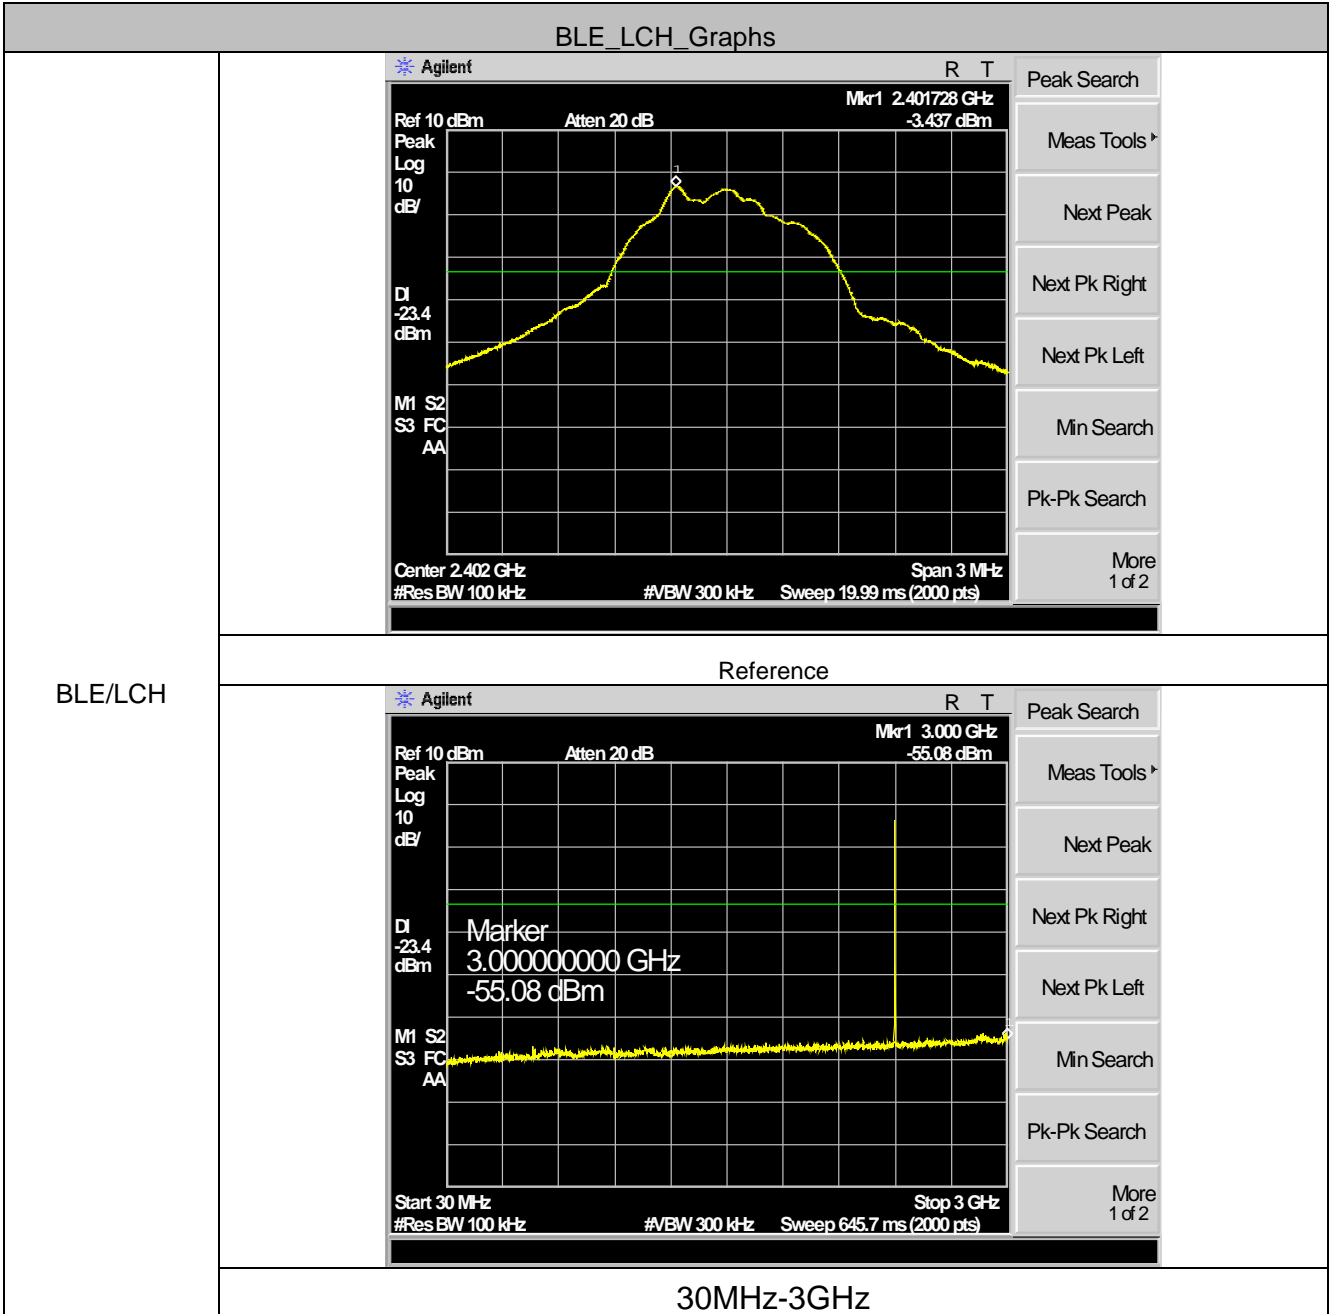 BLE_LCH_Graphs
BLE/LCH
Agilent R T
Mkr1 2.401728 GHz
Ref 10 dBm Atten 20 dB -3.437 dBm
Peak
Log
10
dB/
1
DI
-23.4
dBm
M1 S2
S3 FC
AA
Center 2.402 GHz Span 3 MHz
#Res BW 100 kHz #VBW 300 kHz Sweep 19.99 ms (2000 pts)
Peak Search
Meas Tools
Next Peak
Next Pk Right
Next Pk Left
Min Search
Pk-Pk Search
More
1 of 2
Reference
Agilent R T
Mkr1 3.000 GHz
Ref 10 dBm Atten 20 dB -55.08 dBm
Peak
Log
10
dB/
DI
-23.4
dBm
Marker
3.000000000 GHz
-55.08 dBm
1
M1 S2
S3 FC
AA
Start 30 MHz Stop 3 GHz
#Res BW 100 kHz #VBW 300 kHz Sweep 645.7 ms (2000 pts)
Peak Search
Meas Tools
Next Peak
Next Pk Right
Next Pk Left
Min Search
Pk-Pk Search
More
1 of 2
30MHz-3GHz